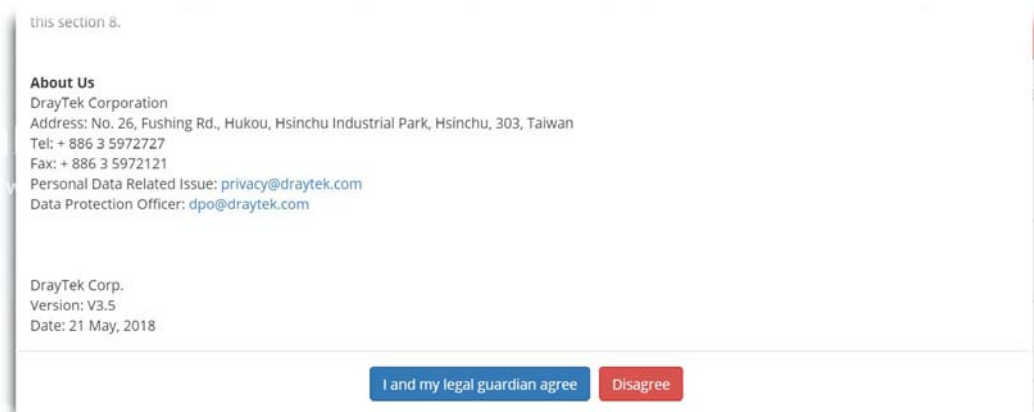 this section 8.
About Us
DrayTek Corporation
Address: No. 26, Fushing Rd., Hukou, Hsinchu Industrial Park, Hsinchu, 303, Taiwan
Tel: + 886 3 5972727
Fax: + 886 3 5972121
Personal Data Related Issue: privacy@draytek.com
Data Protection Officer: dpo@draytek.com
DrayTek Corp.
Version: V3.5
Date: 21 May, 2018
I and my legal guardian agree Disagree